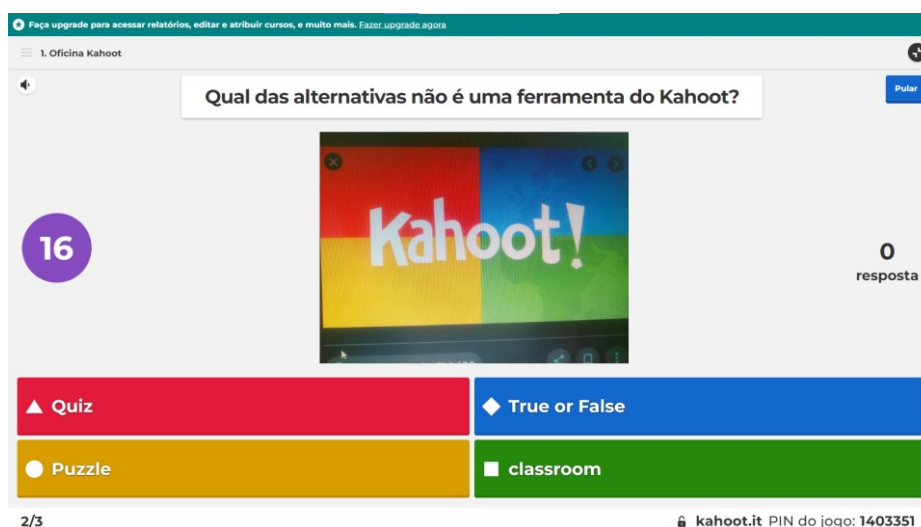 Faça upgrade para acessar relatórios, editar e atribuir cursos, e muito mais. Fazer upgrade agora
1. Oficina Kahoot
Qual das alternativas não é uma ferramenta do Kahoot?
Pular
Kahoot!
16
0
resposta
Quiz
True or False
Puzzle
classroom
2/3
kahoot.it PIN do jogo: 1403351